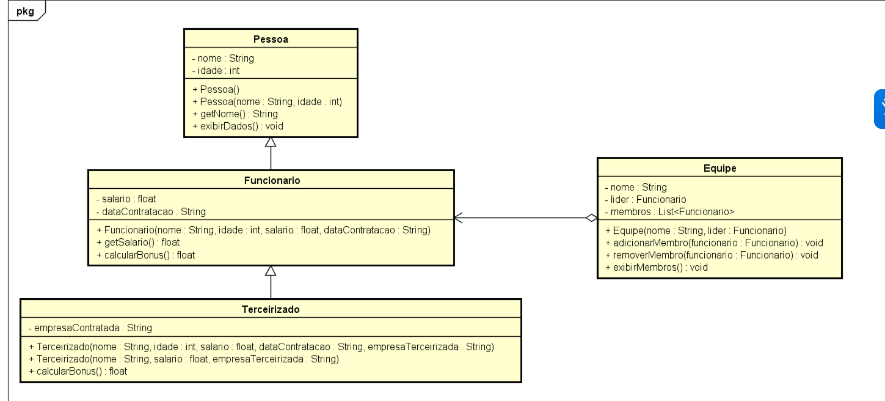 pkg
Pessoa
- nome : String
- idade : int
+ Pessoa()
+ Pessoa(nome : String, idade : int)
+ getNome() : String
+ exibirDados() : void
Funcionario
- salario : float
- dataContratacao : String
+ Funcionario(nome : String, idade : int, salario : float, dataContratacao : String)
+ getSalario() : float
+ calcularBonus() : float
Equipe
- nome : String
- lider : Funcionario
- membros : List<Funcionario>
+ Equipe(nome : String, lider : Funcionario)
+ adicionarMembro(funcionario : Funcionario) : void
+ removerMembro(funcionario : Funcionario) : void
+ exibirMembros() : void
Terceirizado
- empresaContratada : String
+ Terceirizado(nome : String, idade : int, salario : float, dataContratacao : String, empresaTerceirizada : String)
+ Terceirizado(nome : String, salario : float, empresaTerceirizada : String)
+ calcularBonus() : float